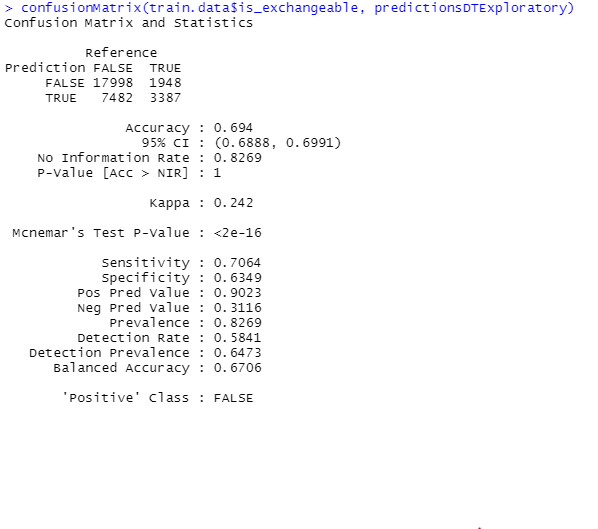 > confusionMatrix(train.data$is_exchangeable, predictionsDTExploratory)
Confusion Matrix and Statistics
Reference
Prediction FALSE TRUE
FALSE 17998 1948
TRUE 7482 3387
Accuracy : 0.694
95% CI : (0.6888, 0.6991)
No Information Rate : 0.8269
P-Value [Acc > NIR] : 1
Kappa : 0.242
Mcnemar's Test P-Value : <2e-16
Sensitivity : 0.7064
Specificity : 0.6349
Pos Pred Value : 0.9023
Neg Pred Value : 0.3116
Prevalence : 0.8269
Detection Rate : 0.5841
Detection Prevalence : 0.6473
Balanced Accuracy : 0.6706
'Positive' Class : FALSE